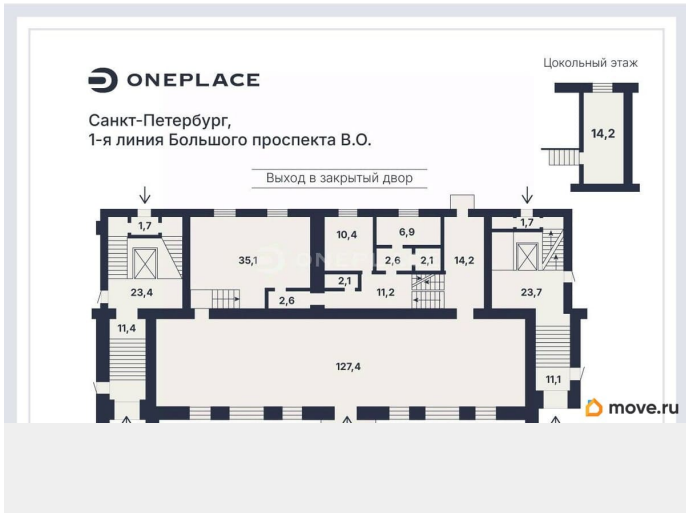 ONEPLACE
Цокольный этаж
Санкт-Петербург,
1-я линия Большого проспекта В.О.
14,2
Выход в закрытый двор
1,7
1,7
10,4
6,9
35,1
ONEPLACE
2,6
2,1
14,2
2,1
23,4
2,6
11,2
23,7
11,4
127,4
11,1
move.ru